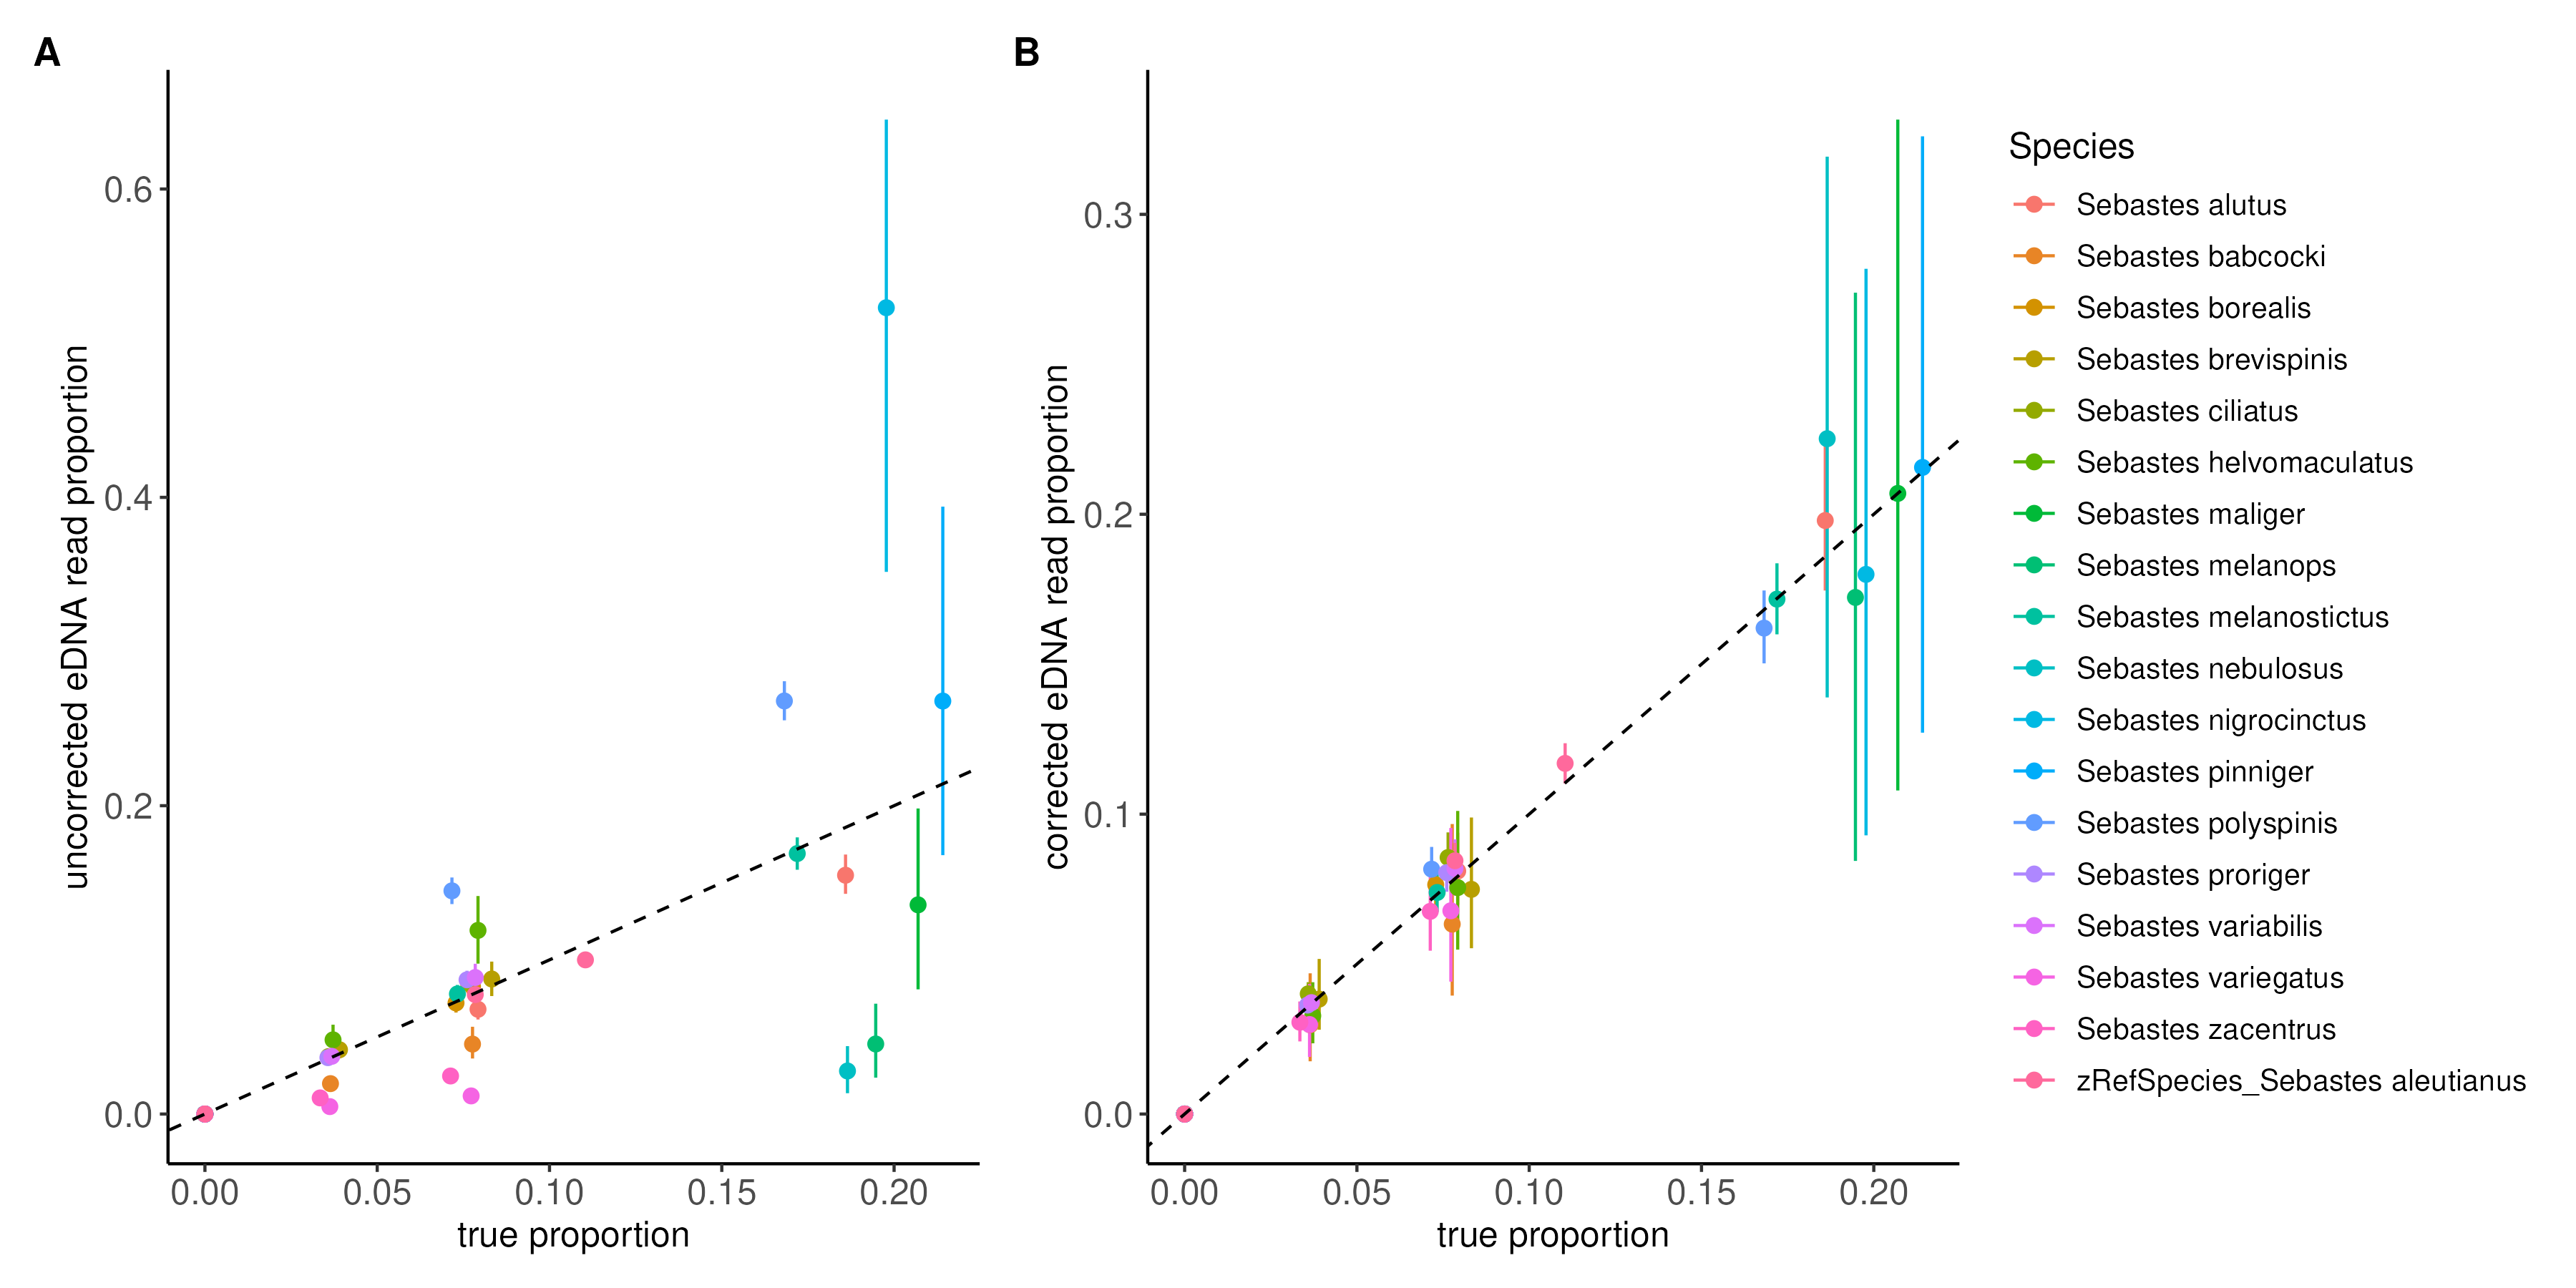 A
B
uncorrected eDNA read proportion
0.6
0.4
0.2
0.0
0.00
0.05
0.10
0.15
0.20
true proportion
corrected eDNA read proportion
0.3
0.2
0.1
0.0
0.00
0.05
0.10
0.15
0.20
true proportion
Species
Sebastes alutus
Sebastes babcocki
Sebastes borealis
Sebastes brevispinis
Sebastes ciliatus
Sebastes helvomaculatus
Sebastes maliger
Sebastes melanops
Sebastes melanostictus
Sebastes nebulosus
Sebastes nigrocinctus
Sebastes pinniger
Sebastes polyspinis
Sebastes proriger
Sebastes variabilis
Sebastes variegatus
Sebastes zacentrus
zRefSpecies_Sebastes aleutianus